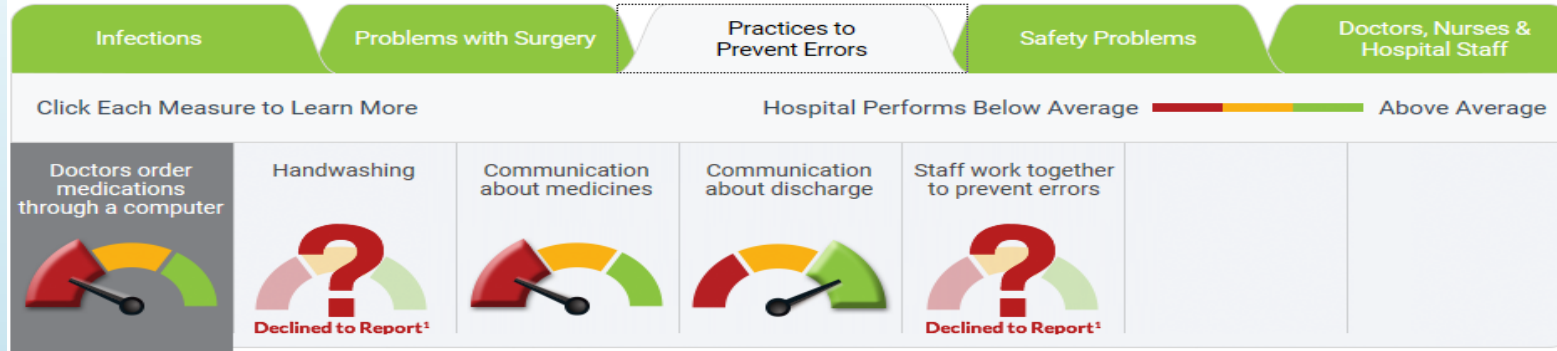 Infections
Problems with Surgery
Practices to
Prevent Errors
Safety Problems
Doctors, Nurses &
Hospital Staff
Click Each Measure to Learn More
Hospital Performs Below Average
Above Average
Doctors order
medications
through a computer
Handwashing
?
Declined to Report¹
Communication
about medicines
Communication
about discharge
Staff work together
to prevent errors
?
Declined to Report¹